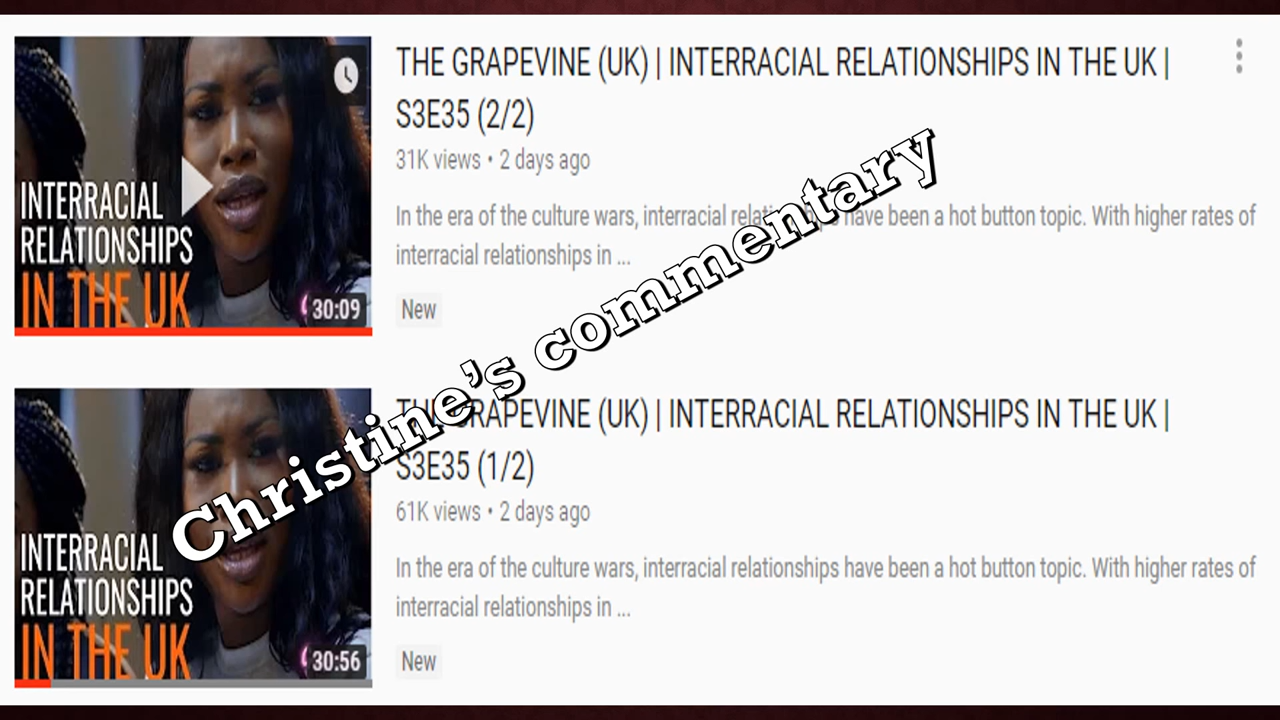 THE GRAPEVINE (UK) | INTERRACIAL RELATIONSHIPS IN THE UK |
S3E35 (2/2)
31K views • 2 days ago
In the era of the culture wars, interracial relationships have been a hot button topic. With higher rates of
interracial relationships in ...
New
INTERRACIAL
RELATIONSHIPS
IN THE UK
30:09
Christine's commentary
THE GRAPEVINE (UK) | INTERRACIAL RELATIONSHIPS IN THE UK |
S3E35 (1/2)
61K views • 2 days ago
In the era of the culture wars, interracial relationships have been a hot button topic. With higher rates of
interracial relationships in ...
New
INTERRACIAL
RELATIONSHIPS
IN THE UK
30:56